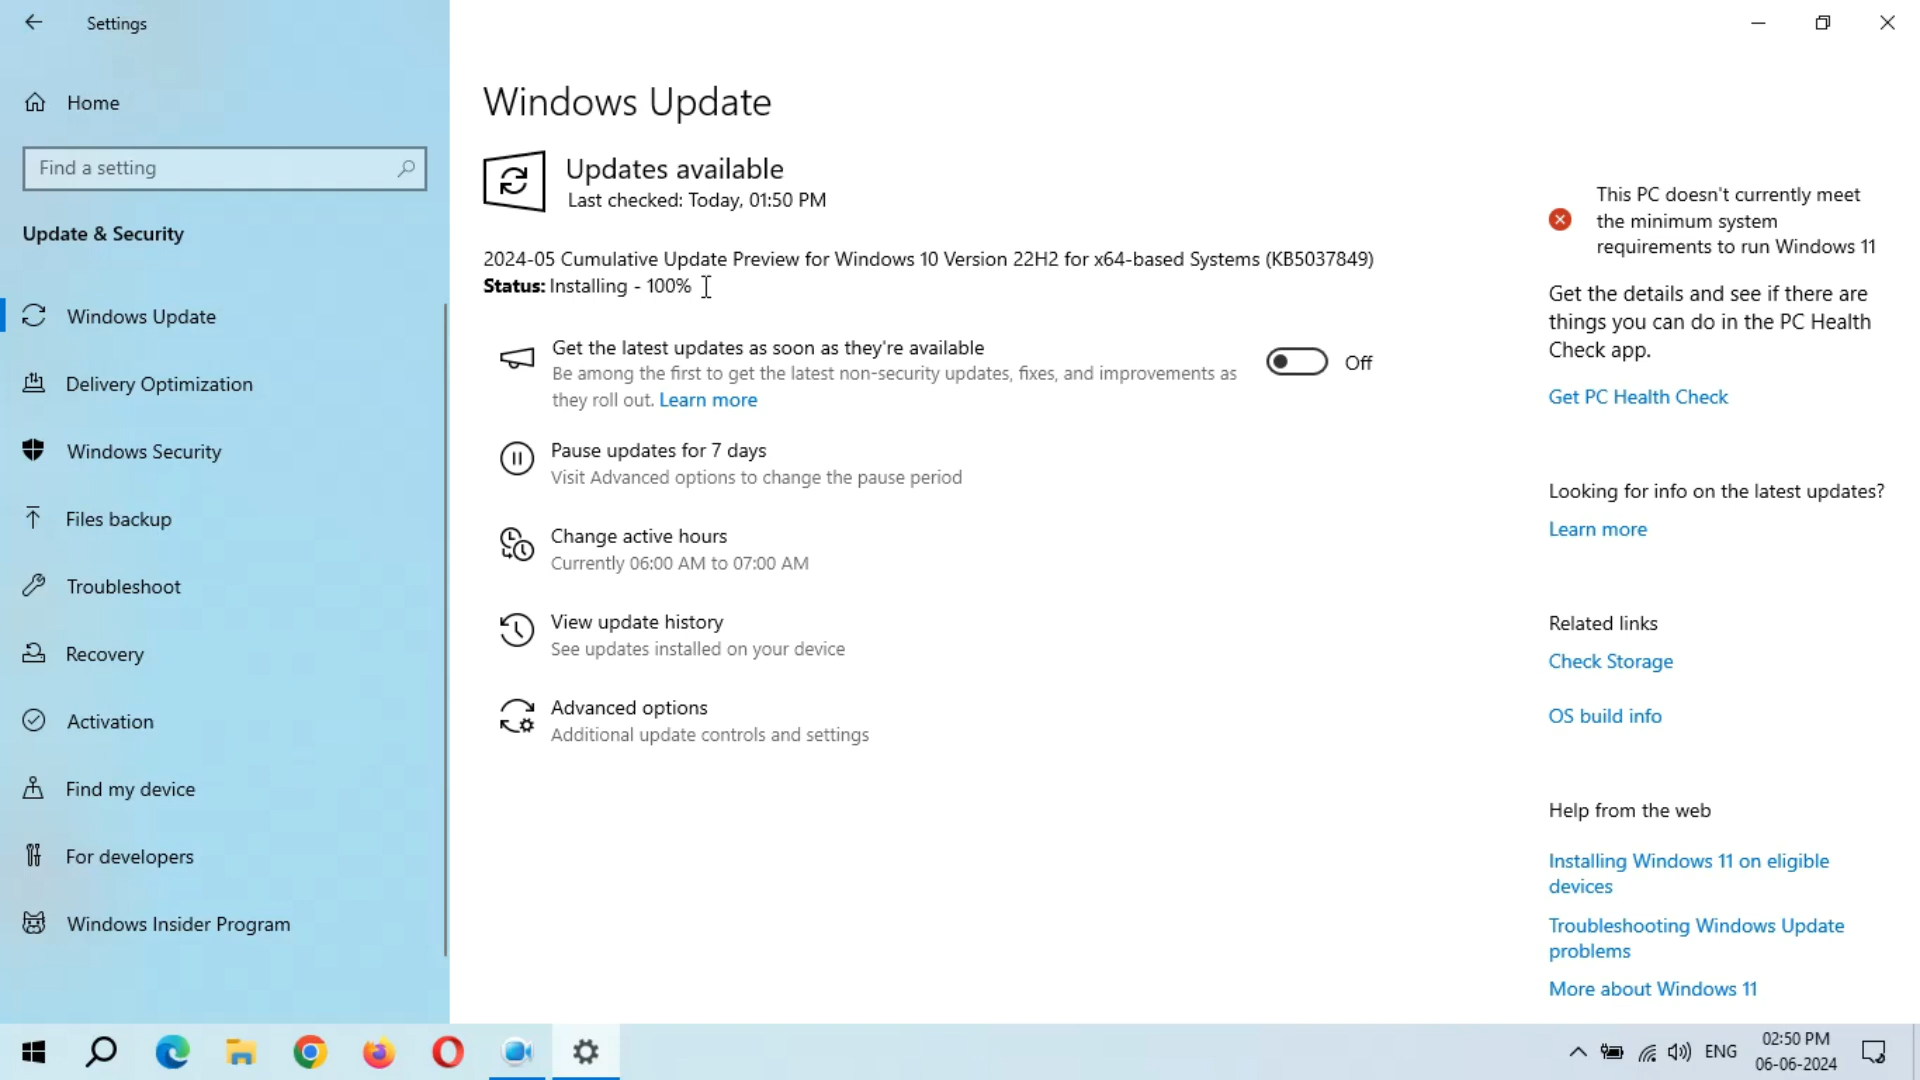 Settings
Home
Find a setting
Update & Security
Windows Update
Delivery Optimization
Windows Security
Files backup
Troubleshoot
Recovery
Activation
Find my device
For developers
Windows Insider Program
Windows Update
Updates available
Last checked: Today, 01:50 PM
2024-05 Cumulative Update Preview for Windows 10 Version 22H2 for x64-based Systems (KB5037849)
Status: Installing - 100%
Get the latest updates as soon as they're available
Be among the first to get the latest non-security updates, fixes, and improvements as
they roll out. Learn more
Off
Pause updates for 7 days
Visit Advanced options to change the pause period
Change active hours
Currently 06:00 AM to 07:00 AM
View update history
See updates installed on your device
Advanced options
Additional update controls and settings
This PC doesn't currently meet
the minimum system
requirements to run Windows 11
Get the details and see if there are
things you can do in the PC Health
Check app.
Get PC Health Check
Looking for info on the latest updates?
Learn more
Related links
Check Storage
OS build info
Help from the web
Installing Windows 11 on eligible
devices
Troubleshooting Windows Update
problems
More about Windows 11
ENG
02:50 PM
06-06-2024